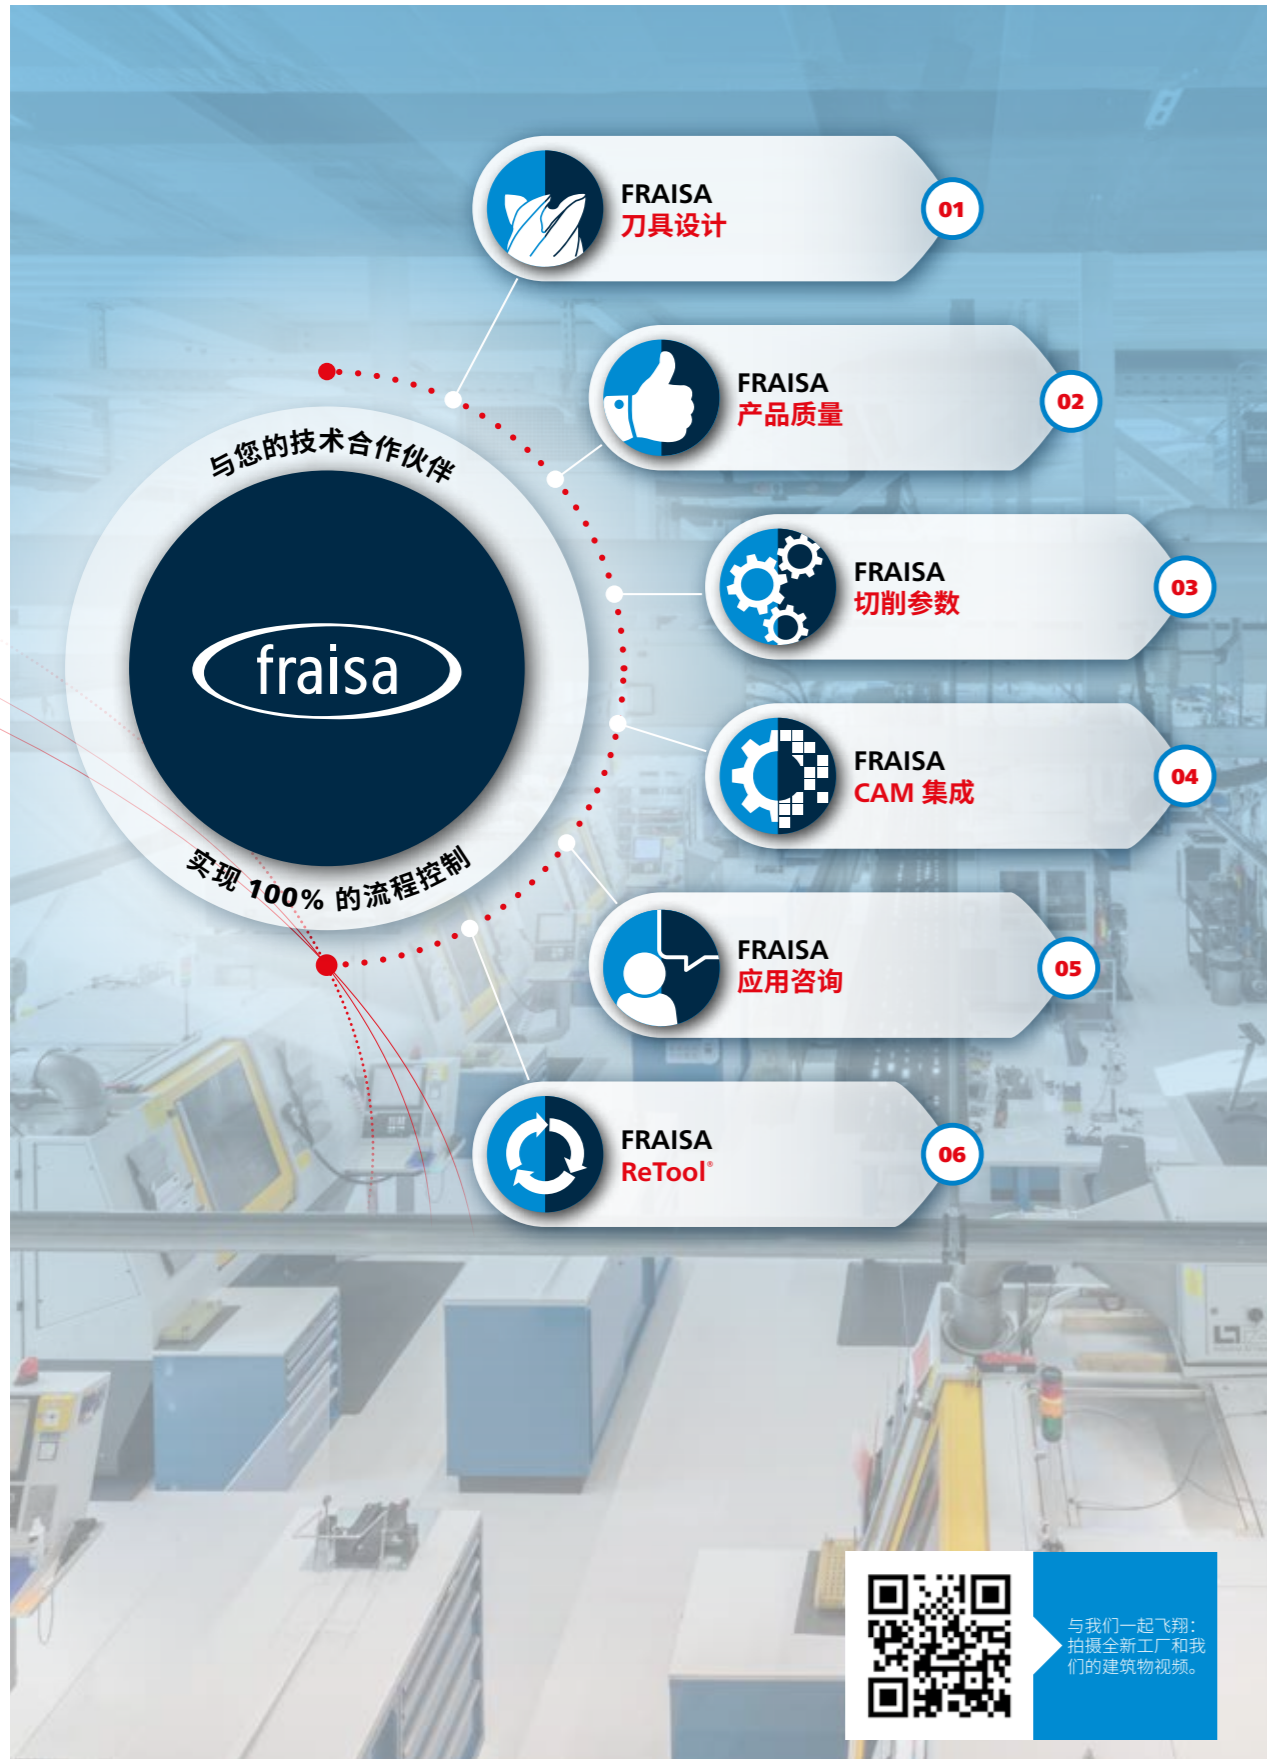 FRAISA
刀具设计
01
FRAISA
产品质量
02
与您的技术合作伙伴
FRAISA
切削参数
03
fraisa
FRAISA
CAM 集成
04
实现 100% 的流程控制
FRAISA
应用咨询
05
FRAISA
ReTool®
06
与我们一起飞翔：
拍摄全新工厂和我
们的建筑物视频。